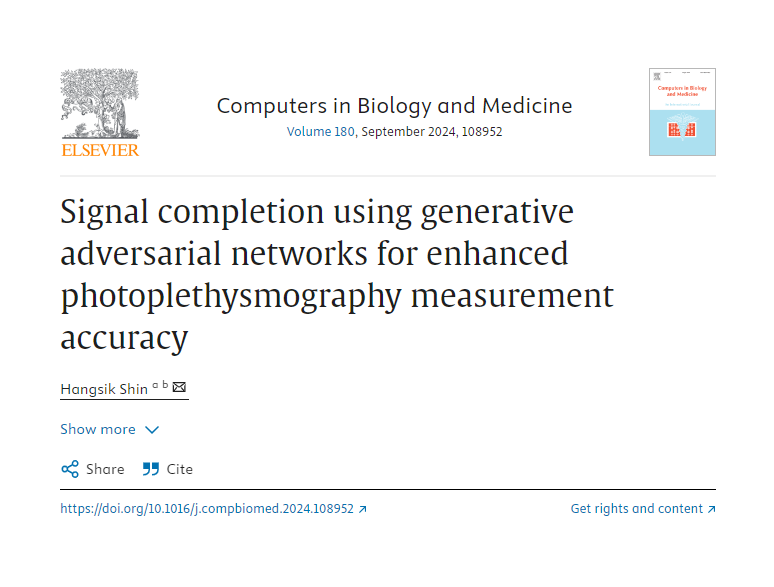 ELSEVIER
Computers in Biology and Medicine
Volume 180, September 2024, 108952
Computers in Biology
and Medicine
Signal completion using generative
adversarial networks for enhanced
photoplethysmography measurement
accuracy
Hangsik Shin a b
Show more
Share Cite
https://doi.org/10.1016/j.compbiomed.2024.108952
Get rights and content